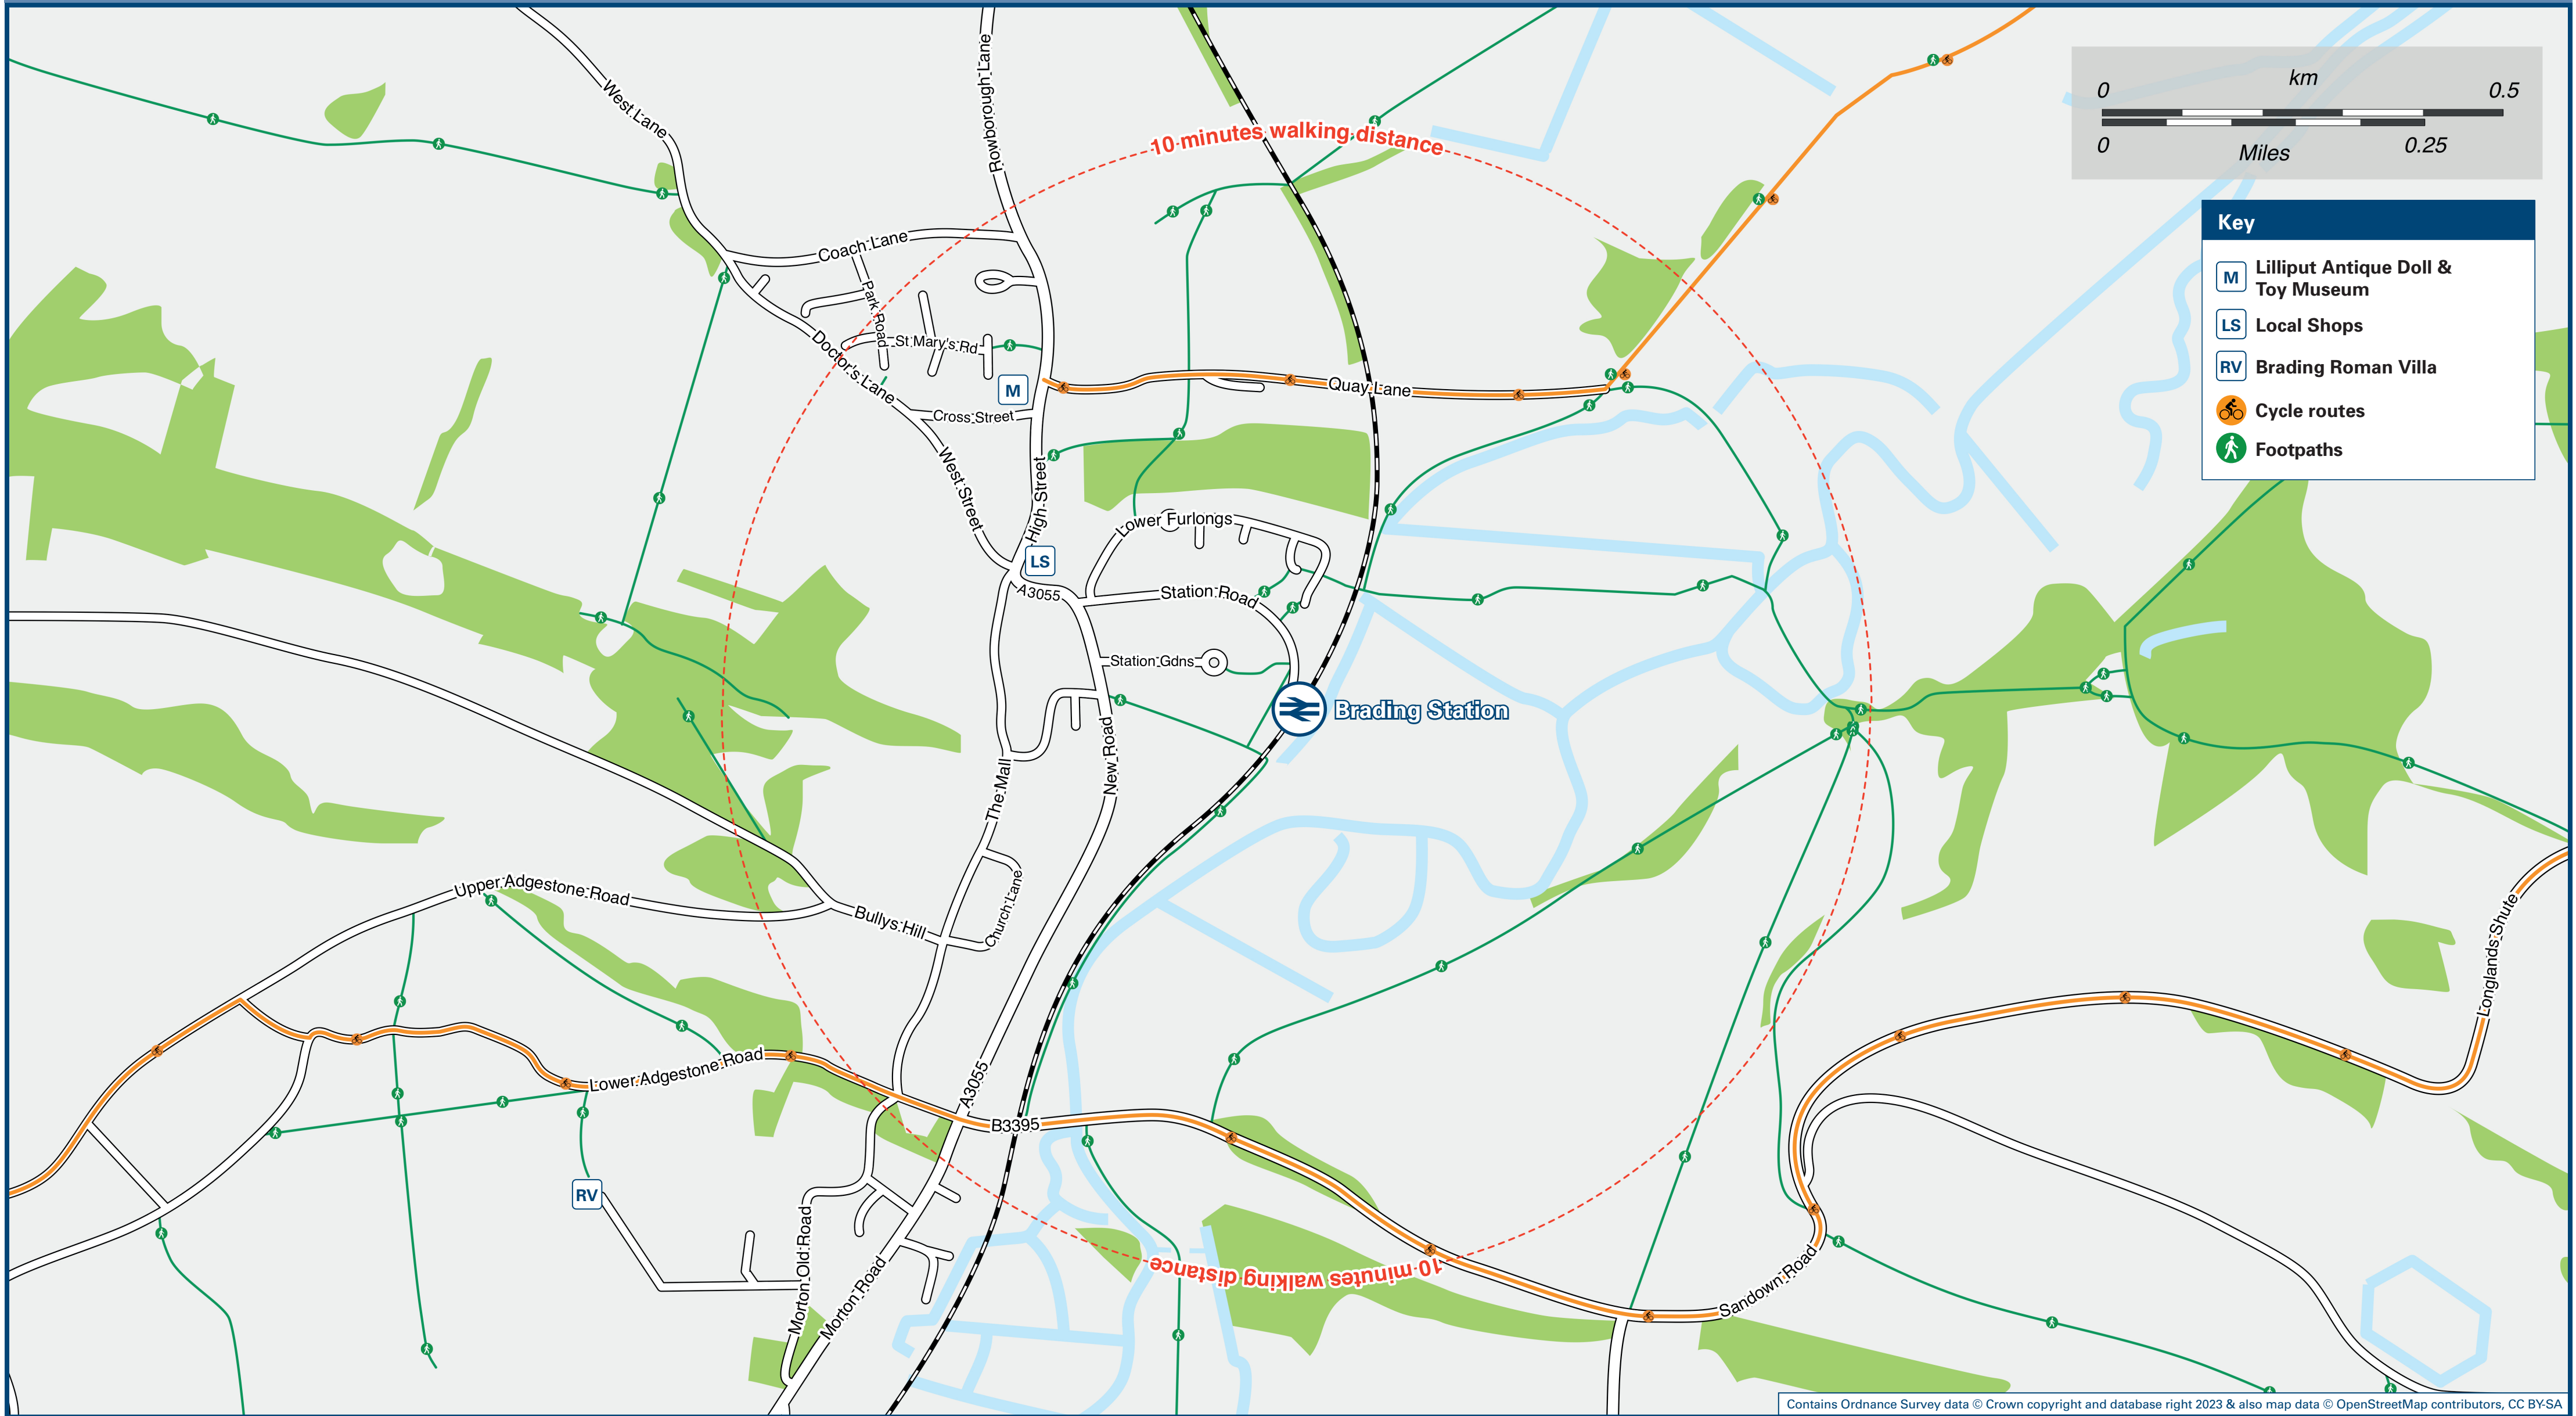 West Lane
Rowborough Lane
10 minutes walking distance
km
0
0.5
0
0.25
Miles
Key
M
Lilliput Antique Doll &
Toy Museum
LS
Local Shops
RV
Brading Roman Villa
Cycle routes
Footpaths
Coach Lane
Park Road
St Mary's Rd
Doctor's Lane
M
Quay Lane
Cross Street
West Street
High Street
Lower Furlongs
LS
A3055
Station Road
Station Gdns
Brading Station
New Road
The Mall
Church Lane
Bullys Hill
Upper Adgestone Road
Lower Adgestone Road
A3055
B3395
Longlands Shute
RV
Morton Old Road
Morton Road
10 minutes walking distance
Sandown Road
Contains Ordnance Survey data © Crown copyright and database right 2023 & also map data © OpenStreetMap contributors, CC BY-SA